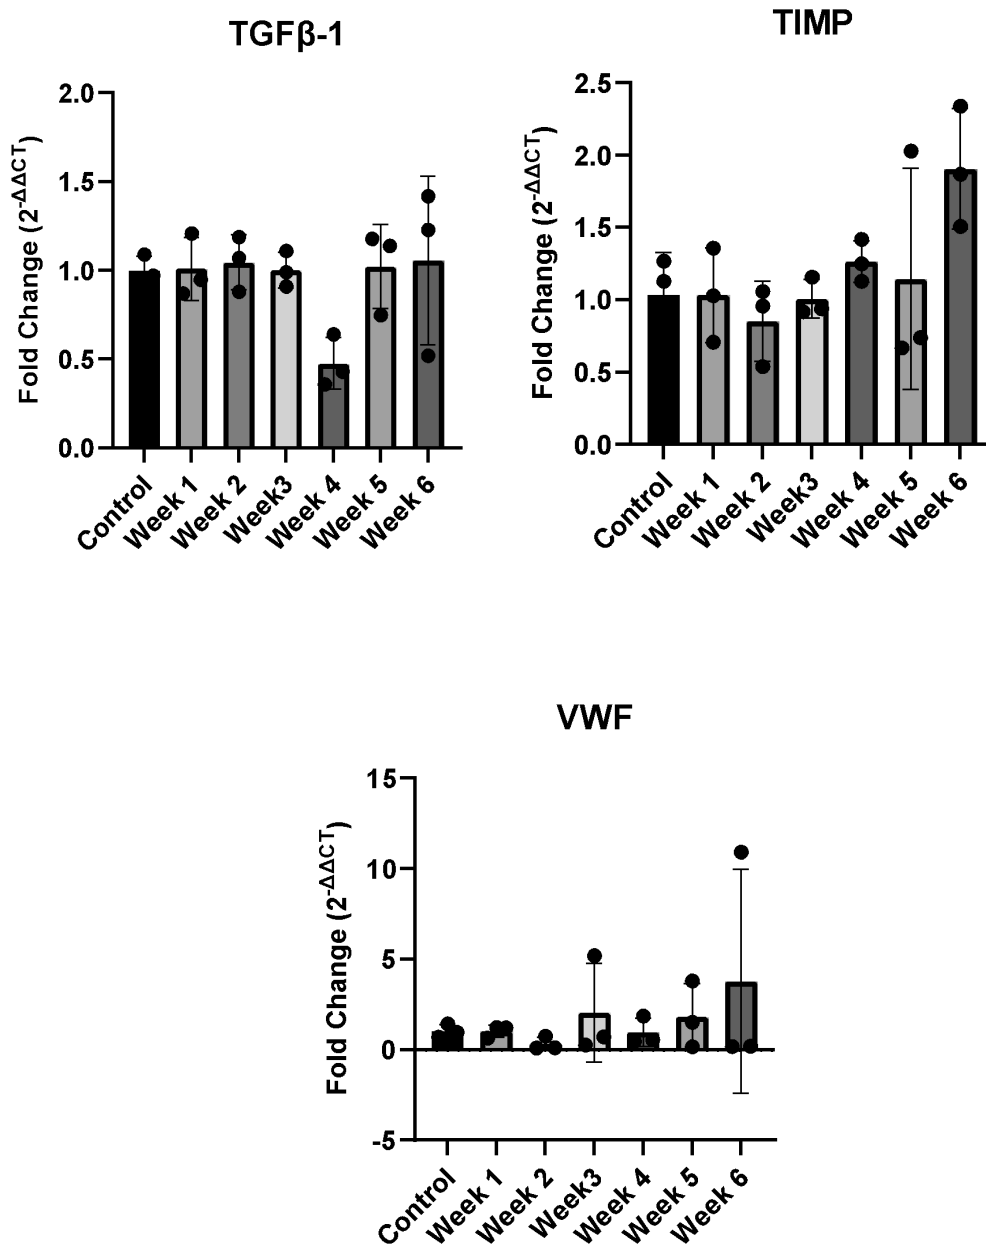 TGFβ-1
Fold Change (2^-ΔΔCT)
2.0
1.5
1.0
0.5
0.0
Control
Week 1
Week 2
Week3
Week 4
Week 5
Week 6
TIMP
Fold Change (2^-ΔΔCT)
2.5
2.0
1.5
1.0
0.5
0.0
Control
Week 1
Week 2
Week3
Week 4
Week 5
Week 6
VWF
Fold Change (2^-ΔΔCT)
15
10
5
0
-5
Control
Week 1
Week 2
Week3
Week 4
Week 5
Week 6